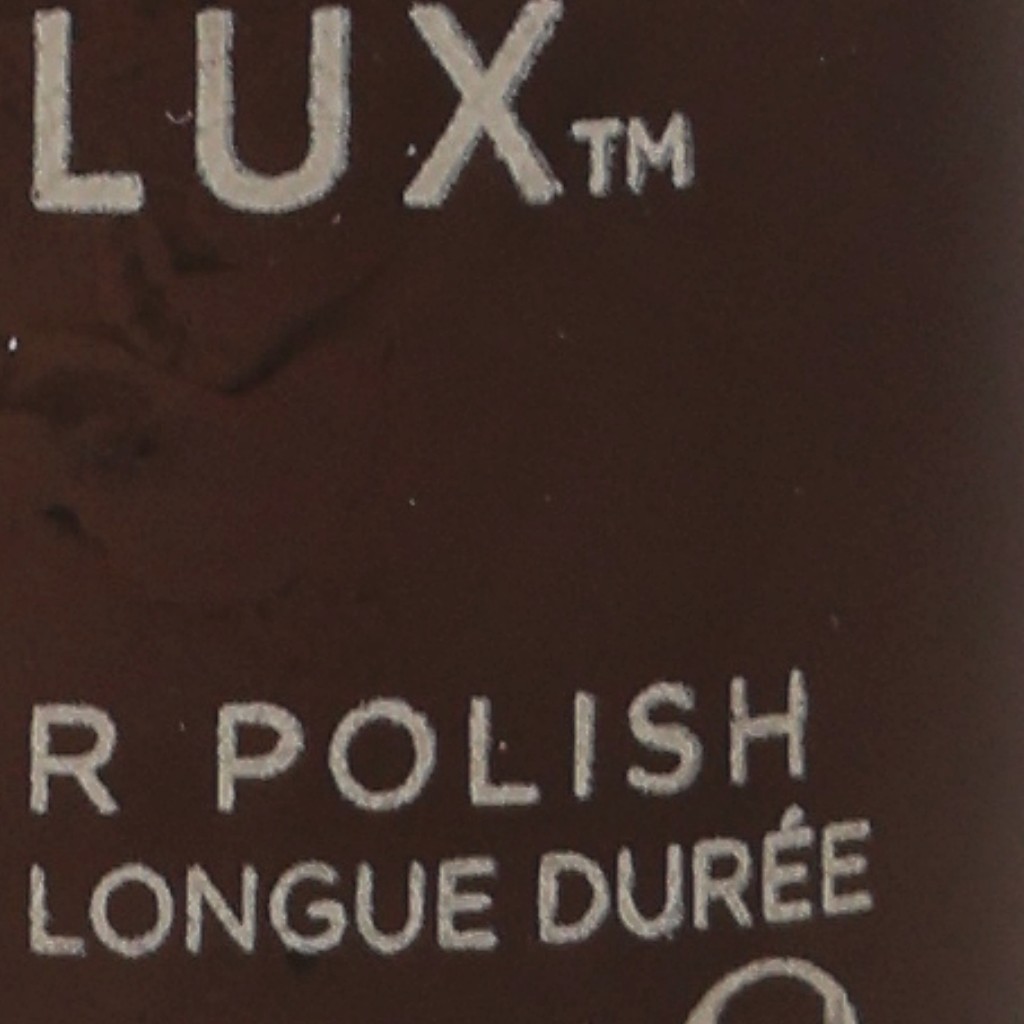 LUX™
R POLISH
LONGUE DURÉE